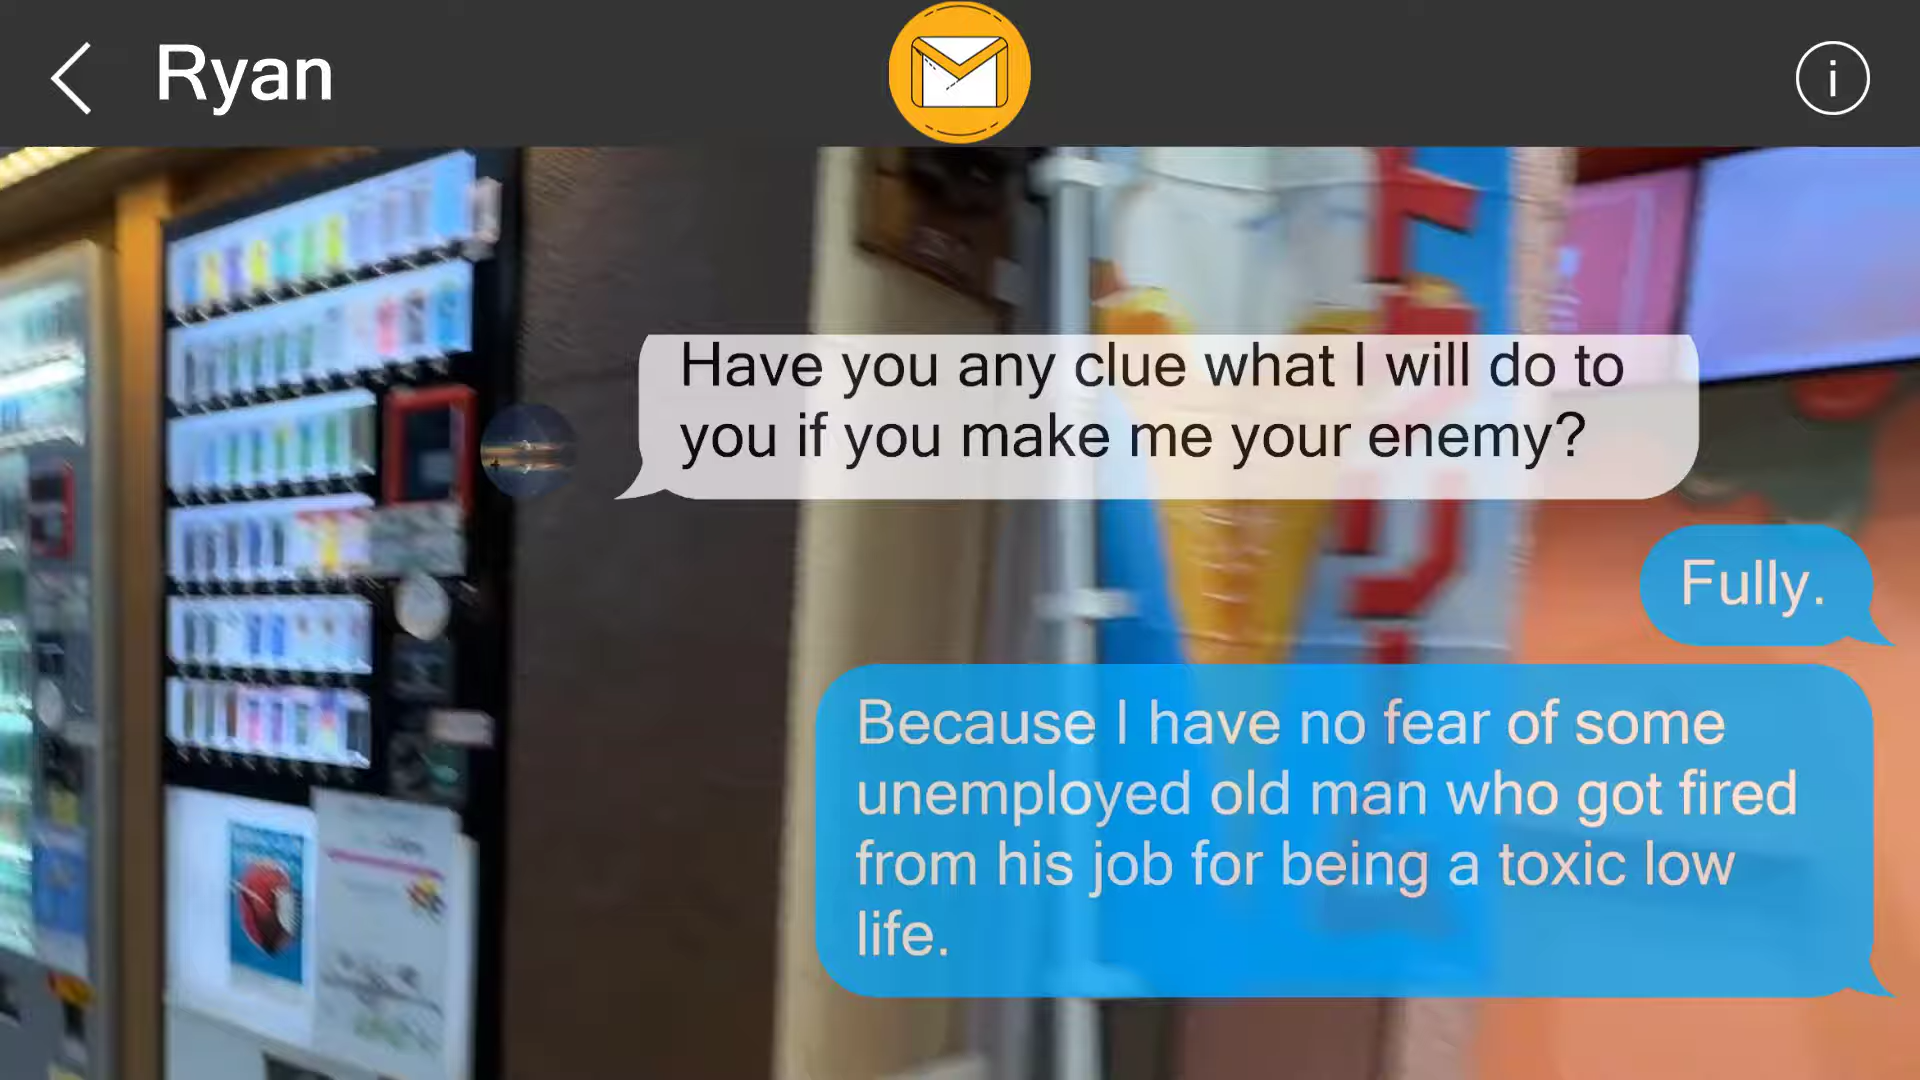 Ryan
i
Have you any clue what I will do to
you if you make me your enemy?
Fully.
Because I have no fear of some
unemployed old man who got fired
from his job for being a toxic low
life.